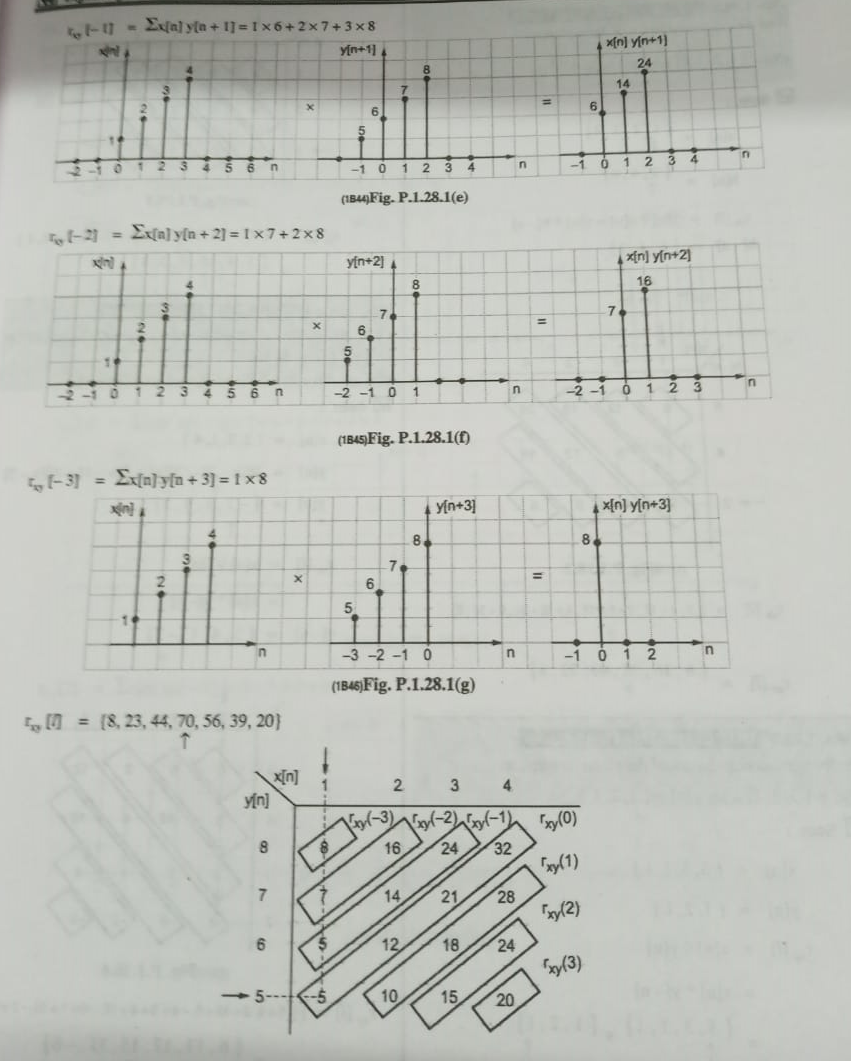 r_xy [-1] = Σx[n] y[n + 1] = 1 × 6 + 2 × 7 + 3 × 8
x[n] y[n+1] x[n] y[n+1]
1 2 3 4 × 5 6 7 8 = 6 14 24
-2 -1 0 1 2 3 4 5 6 n -1 0 1 2 3 4 n -1 0 1 2 3 4 n
(1B44)Fig. P.1.28.1(e)
r_xy [-2] = Σx[n] y[n + 2] = 1 × 7 + 2 × 8
x[n] y[n+2] x[n] y[n+2]
1 2 3 4 × 5 6 7 8 = 7 16
-2 -1 0 1 2 3 4 5 6 n -2 -1 0 1 n -2 -1 0 1 2 3 n
(1B45)Fig. P.1.28.1(f)
r_xy [-3] = Σx[n] y[n + 3] = 1 × 8
x[n] y[n+3] x[n] y[n+3]
1 2 3 4 × 5 6 7 8 = 8
n -3 -2 -1 0 n -1 0 1 2 n
(1B46)Fig. P.1.28.1(g)
r_xy [l] = {8, 23, 44, 70, 56, 39, 20}
↑
x[n] 1 2 3 4
y[n]
r_xy(-3) r_xy(-2) r_xy(-1) r_xy(0)
8 8 16 24 32
r_xy(1)
7 7 14 21 28
r_xy(2)
6 5 12 18 24
r_xy(3)
5 5 10 15 20